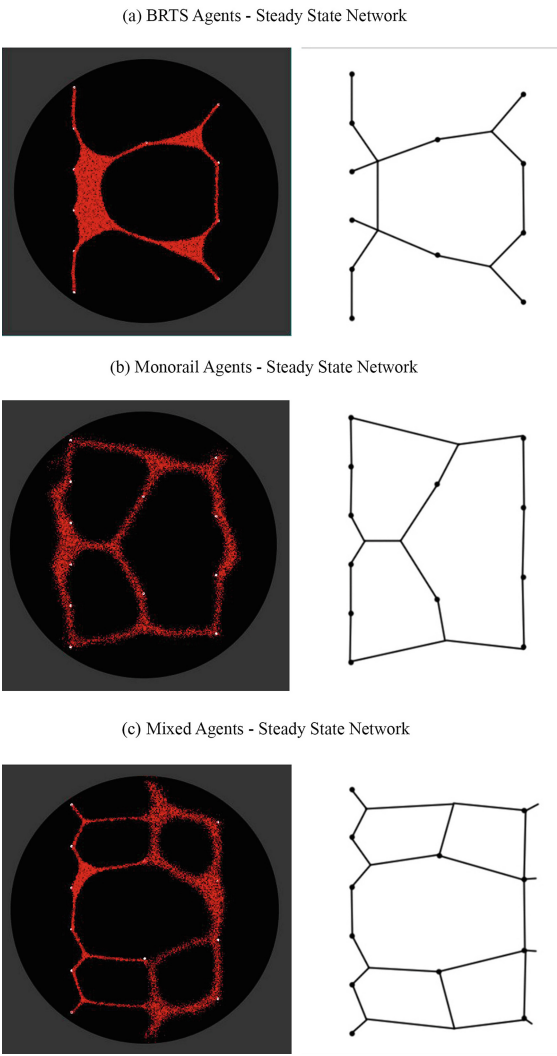 (a) BRTS Agents - Steady State Network
(b) Monorail Agents - Steady State Network
(c) Mixed Agents - Steady State Network